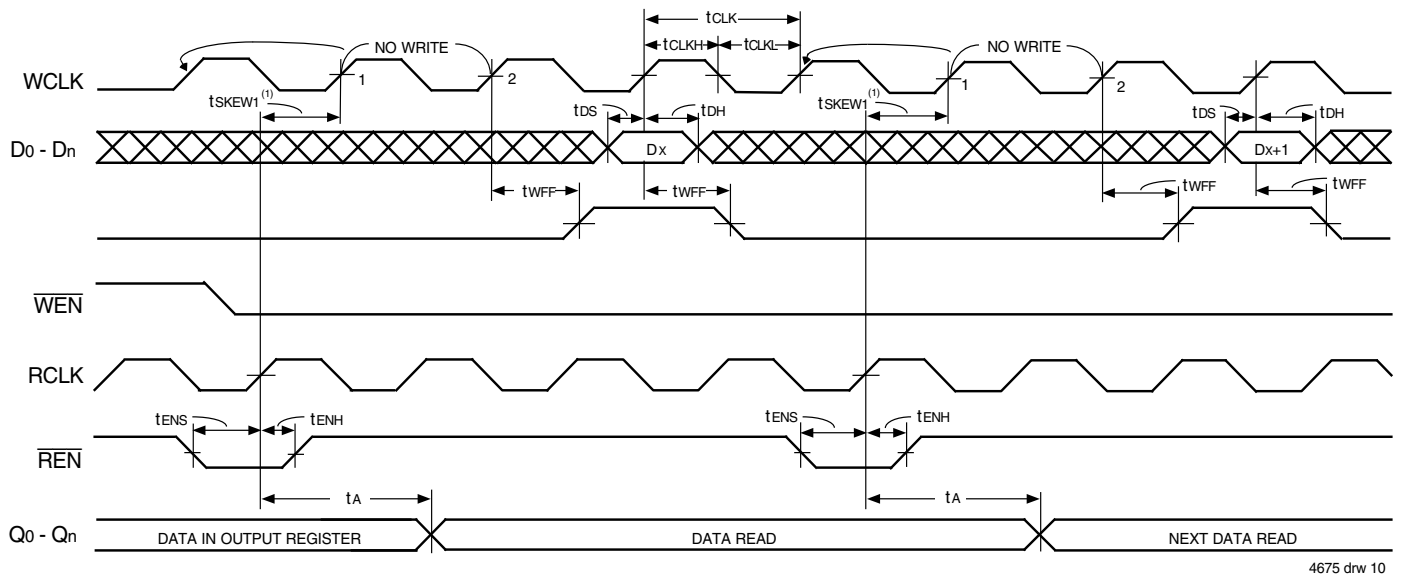 tCLK
NO WRITE
tCLKH
tCLKL
NO WRITE
WCLK
1
2
1
2
tSKEW1 (1)
tDS
tDH
tSKEW1 (1)
tDS
tDH
D0 - Dn
Dx
Dx+1
tWFF
tWFF
tWFF
tWFF
WEN
RCLK
tENS
tENH
tENS
tENH
REN
tA
tA
Q0 - Qn
DATA IN OUTPUT REGISTER
DATA READ
NEXT DATA READ
4675 drw 10